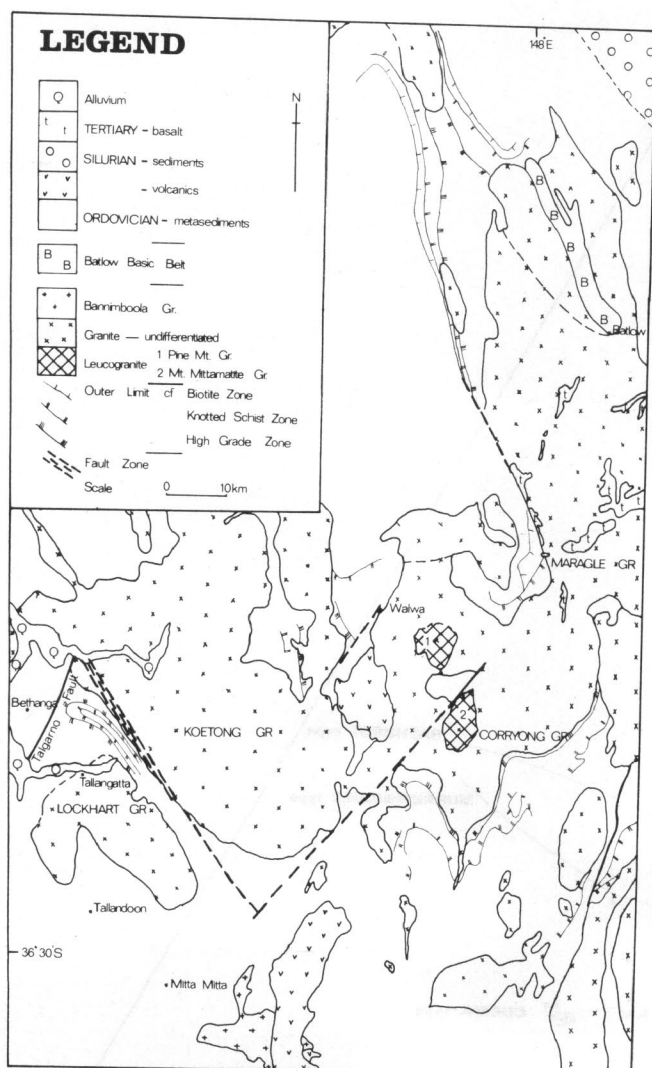 LEGEND
Alluvium
t t
TERTIARY - basalt
SILURIAN - sediments
- volcanics
ORDOVICIAN - metasediments
B B
Batlow Basic Belt
Bannimboola Gr.
Granite — undifferentiated
Leucogranite 1 Pine Mt. Gr.
2 Mt. Mittamatite Gr.
Outer Limit of Biotite Zone
Knotted Schist Zone
High Grade Zone
Fault Zone
Scale 0 10km
N
148°E
B
B
B
B
B
Batlow
t
t
t
t
t
MARAGLE GR
Walwa
1
2
KOETONG GR
CORRYONG GR
Bethanga
Talgarno Fault
Tallangatta
LOCKHART GR
Tallandoon
36°30'S
Mitta Mitta